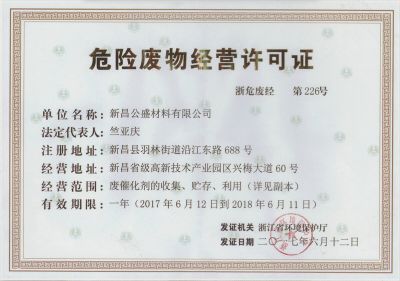 危险废物经营许可证
浙危废经 第226号
单位名称：新昌公盛材料有限公司
法定代表人：竺亚庆
注册地址：新昌县羽林街道沿江东路688号
经营地址：新昌省级高新技术产业园区兴梅大道60号
经营范围：废催化剂的收集、贮存、利用（详见副本）
有效期限：一年（2017年6月12日到2018年6月11日）
发证机关 浙江省环境保护厅
发证日期 二〇一七年六月十二日